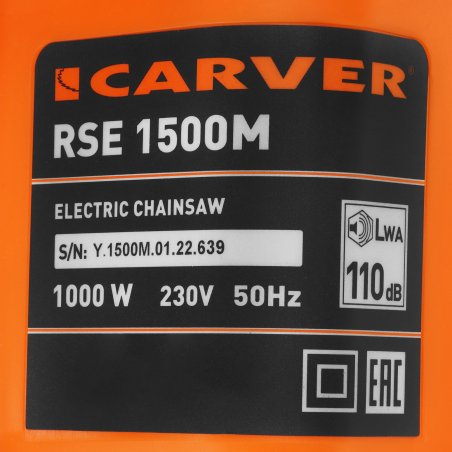 CARVER
RSE 1500M
ELECTRIC CHAINSAW
S/N: Y.1500M.01.22.639
LWA
1000 W 230V 50Hz
110dB
EAC